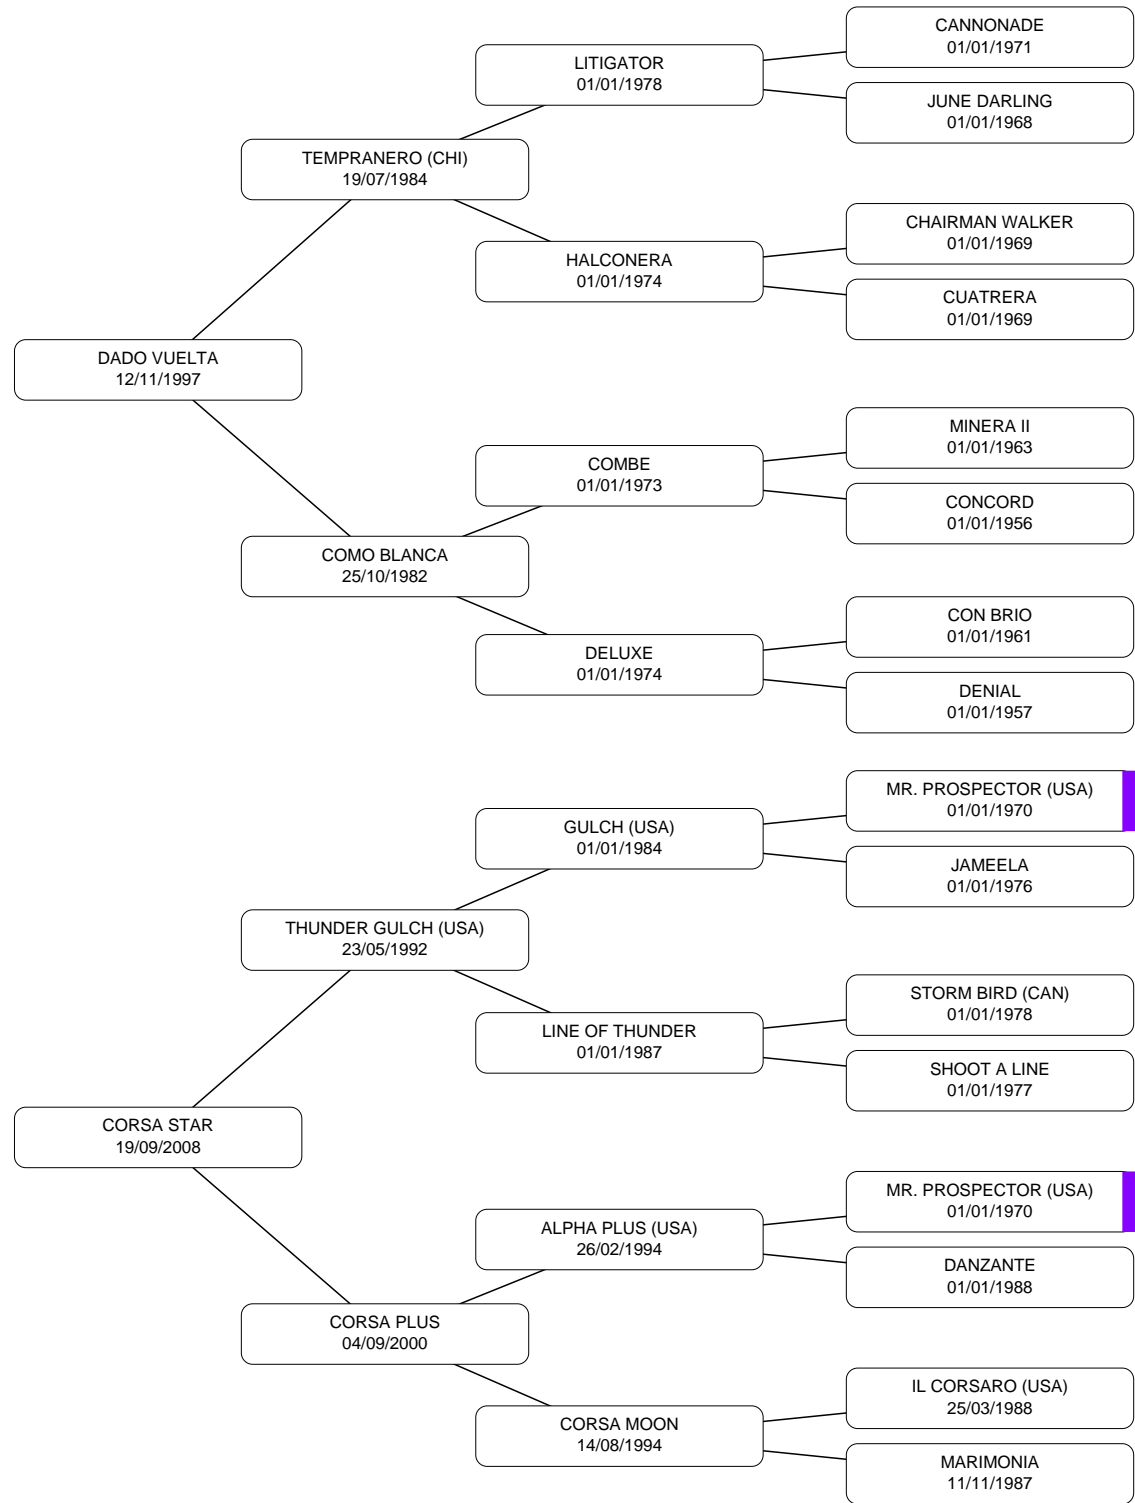 CANNONADE
01/01/1971
LITIGATOR
01/01/1978
JUNE DARLING
01/01/1968
TEMPRANERO (CHI)
19/07/1984
CHAIRMAN WALKER
01/01/1969
HALCONERA
01/01/1974
CUATRERA
01/01/1969
DADO VUELTA
12/11/1997
MINERA II
01/01/1963
COMBE
01/01/1973
CONCORD
01/01/1956
COMO BLANCA
25/10/1982
CON BRIO
01/01/1961
DELUXE
01/01/1974
DENIAL
01/01/1957
MR. PROSPECTOR (USA)
01/01/1970
GULCH (USA)
01/01/1984
JAMEELA
01/01/1976
THUNDER GULCH (USA)
23/05/1992
STORM BIRD (CAN)
01/01/1978
LINE OF THUNDER
01/01/1987
SHOOT A LINE
01/01/1977
CORSA STAR
19/09/2008
MR. PROSPECTOR (USA)
01/01/1970
ALPHA PLUS (USA)
26/02/1994
DANZANTE
01/01/1988
CORSA PLUS
04/09/2000
IL CORSARO (USA)
25/03/1988
CORSA MOON
14/08/1994
MARIMONIA
11/11/1987